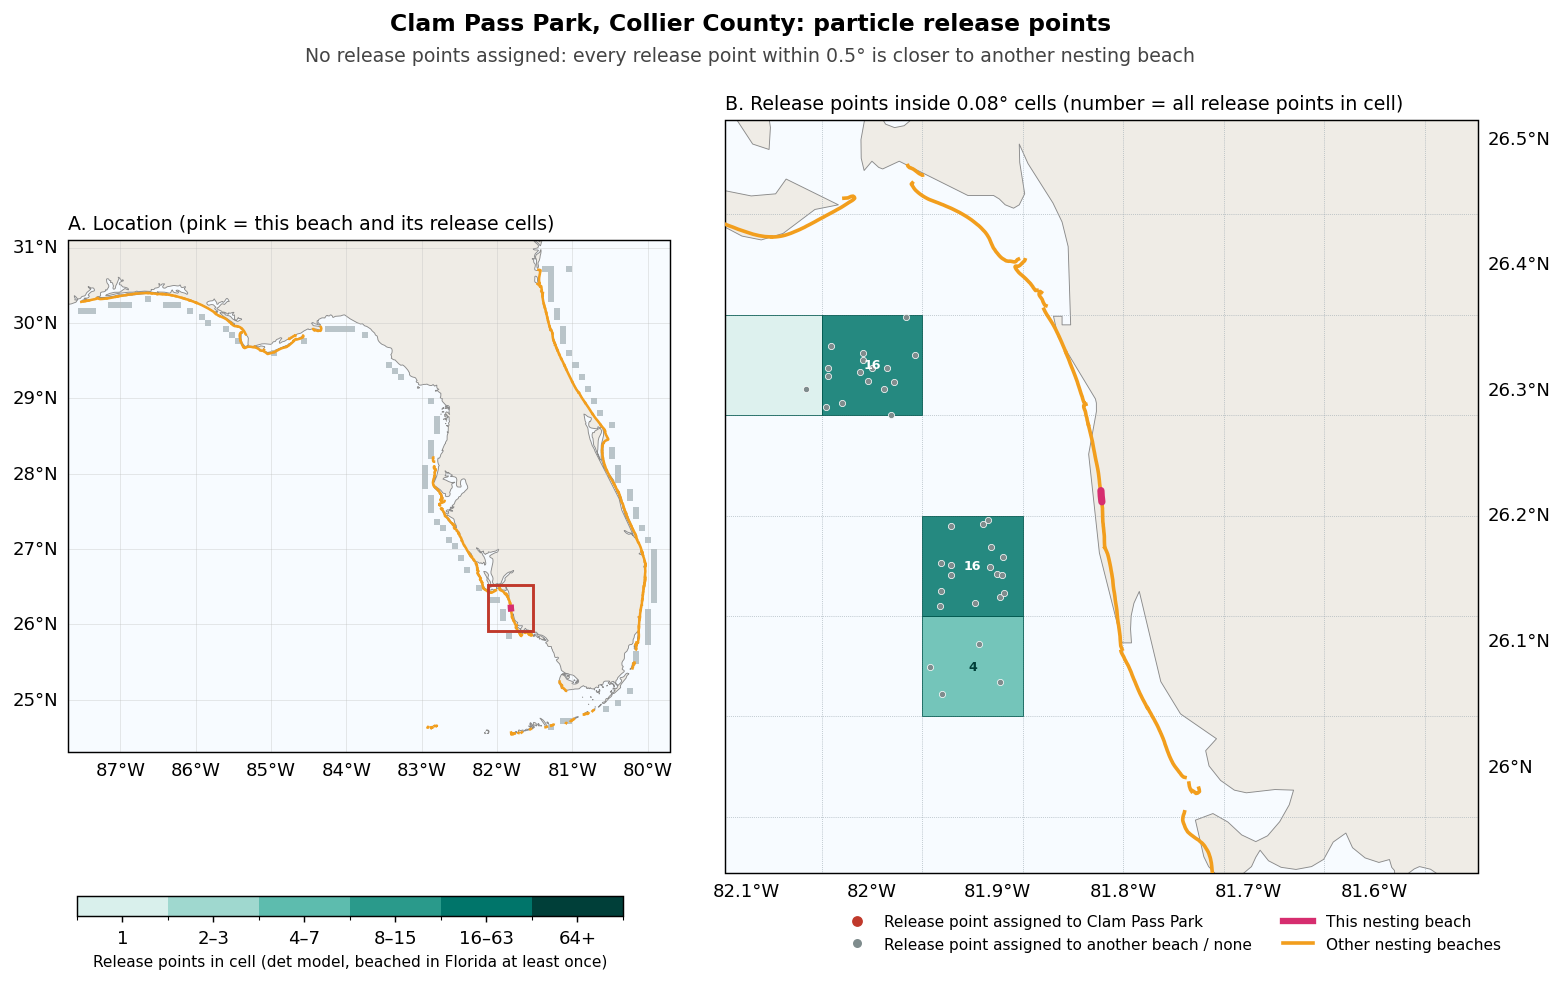 Clam Pass Park, Collier County: particle release points
No release points assigned: every release point within 0.5° is closer to another nesting beach
A. Location (pink = this beach and its release cells)
31°N
30°N
29°N
28°N
27°N
26°N
25°N
87°W 86°W 85°W 84°W 83°W 82°W 81°W 80°W
B. Release points inside 0.08° cells (number = all release points in cell)
16
16
4
26.5°N
26.4°N
26.3°N
26.2°N
26.1°N
26°N
82.1°W 82°W 81.9°W 81.8°W 81.7°W 81.6°W
1 2–3 4–7 8–15 16–63 64+
Release points in cell (det model, beached in Florida at least once)
Release point assigned to Clam Pass Park
Release point assigned to another beach / none
This nesting beach
Other nesting beaches